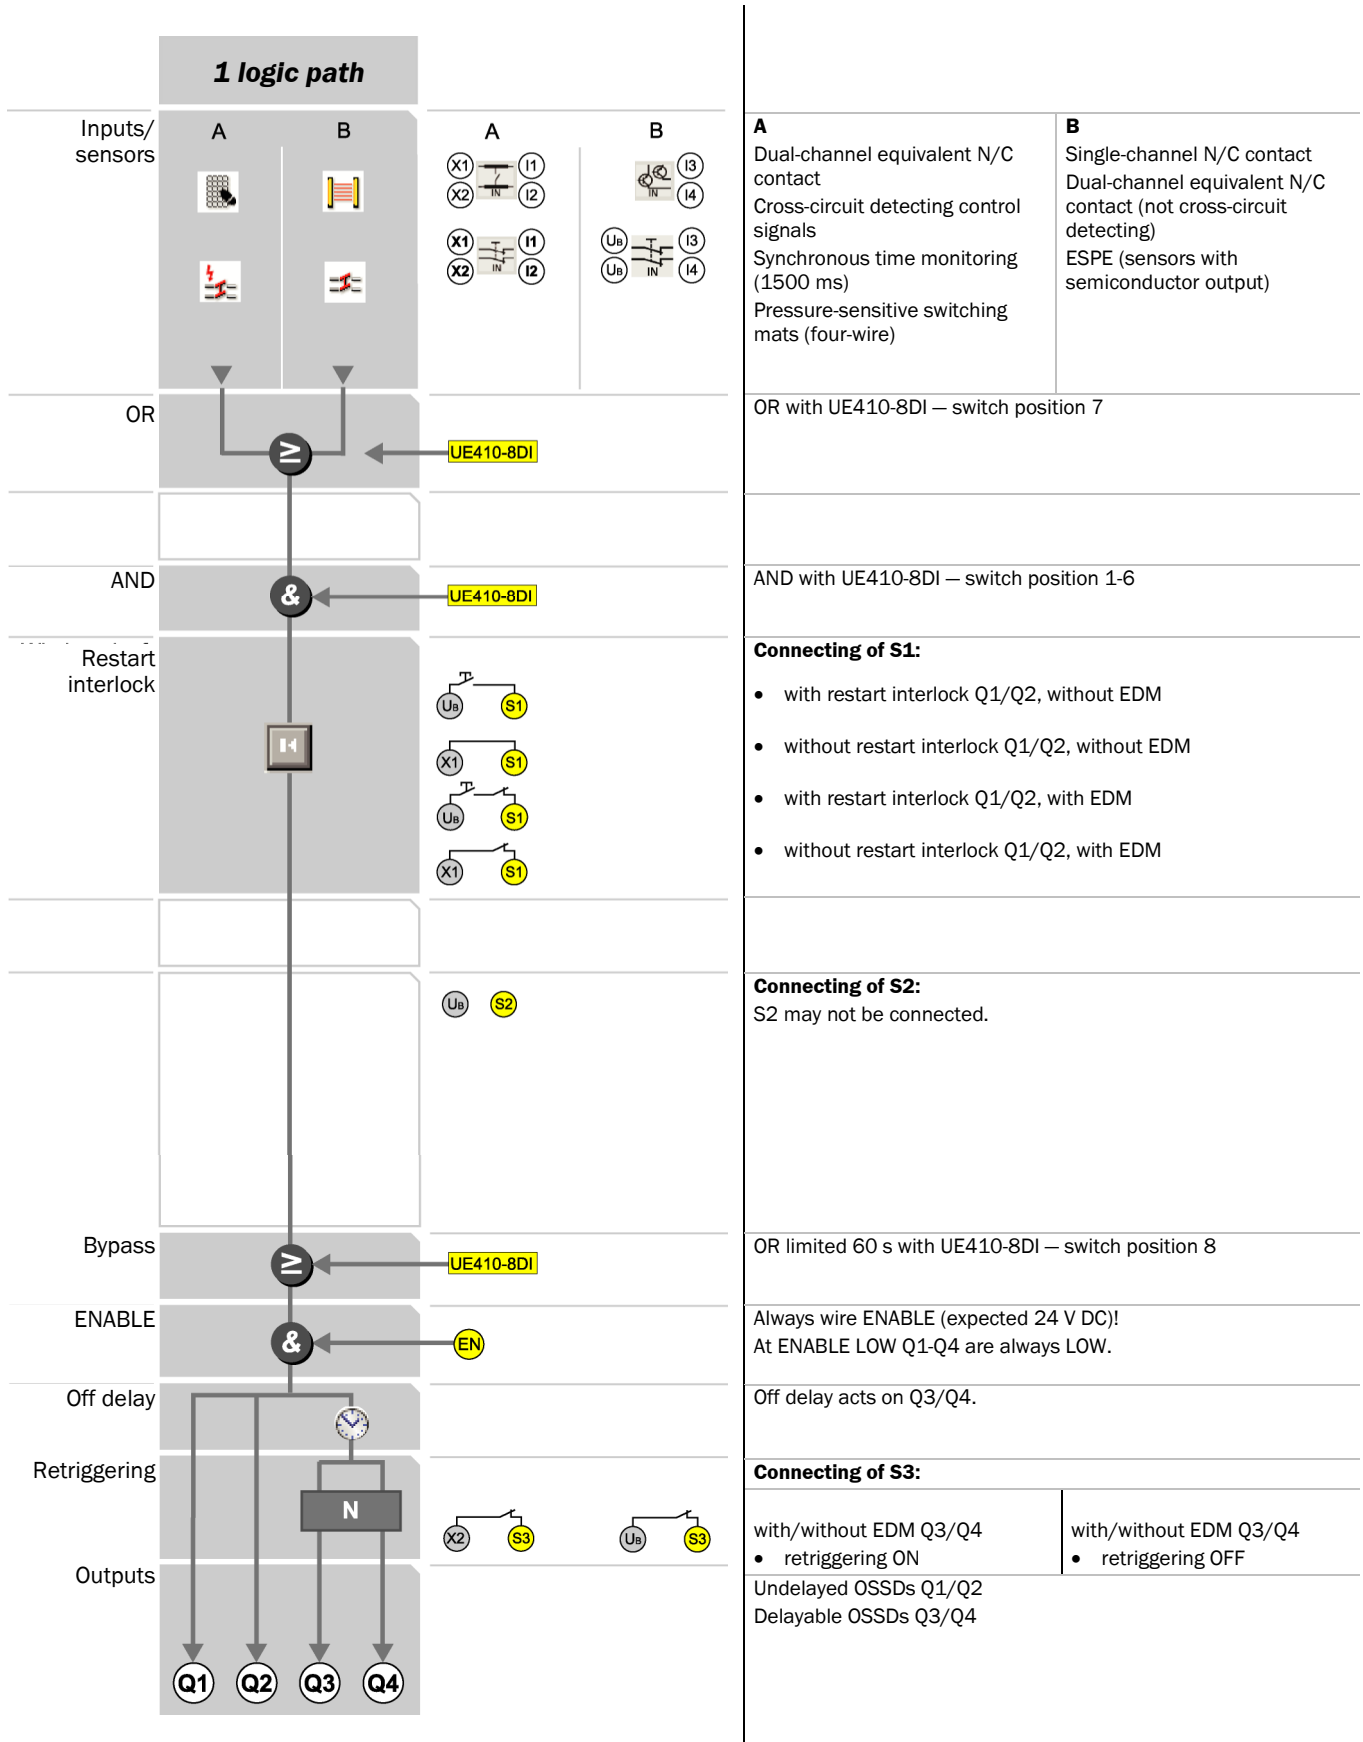 1 logic path
Inputs/
sensors
A
B
A
B
X1
I1
X2
IN
I2
I3
IN
I4
X1
I1
X2
IN
I2
UB
I3
UB
IN
I4
A
Dual-channel equivalent N/C
contact
Cross-circuit detecting control
signals
Synchronous time monitoring
(1500 ms)
Pressure-sensitive switching
mats (four-wire)
B
Single-channel N/C contact
Dual-channel equivalent N/C
contact (not cross-circuit
detecting)
ESPE (sensors with
semiconductor output)
OR
≥
UE410-8DI
OR with UE410-8DI — switch position 7
AND
&
UE410-8DI
AND with UE410-8DI — switch position 1-6
Restart
interlock
UB
S1
X1
S1
UB
S1
X1
S1
Connecting of S1:
• with restart interlock Q1/Q2, without EDM
• without restart interlock Q1/Q2, without EDM
• with restart interlock Q1/Q2, with EDM
• without restart interlock Q1/Q2, with EDM
UB
S2
Connecting of S2:
S2 may not be connected.
Bypass
≥
UE410-8DI
OR limited 60 s with UE410-8DI — switch position 8
ENABLE
&
EN
Always wire ENABLE (expected 24 V DC)!
At ENABLE LOW Q1-Q4 are always LOW.
Off delay
Off delay acts on Q3/Q4.
Retriggering
N
X2
S3
UB
S3
Connecting of S3:
with/without EDM Q3/Q4
• retriggering ON
with/without EDM Q3/Q4
• retriggering OFF
Outputs
Undelayed OSSDs Q1/Q2
Delayable OSSDs Q3/Q4
Q1
Q2
Q3
Q4